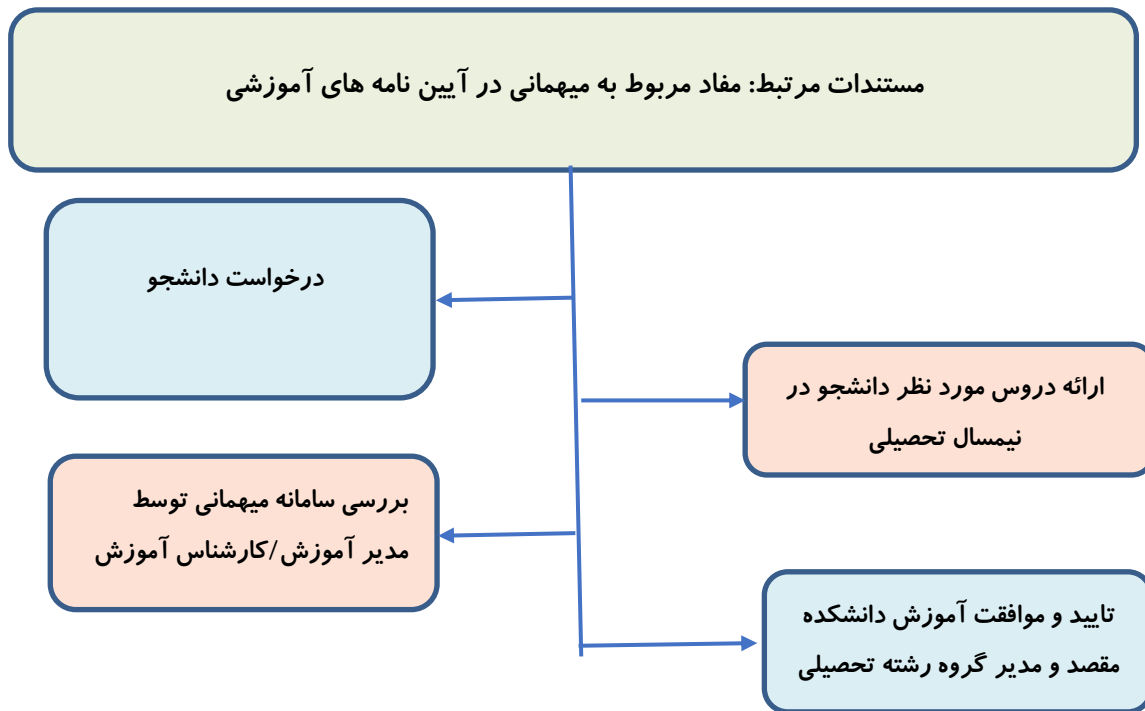 مستندات مرتبط: مفاد مربوط به میهمانی در آیین نامه های آموزشی
درخواست دانشجو
ارائه دروس مورد نظر دانشجو در
نیمسال تحصیلی
بررسی سامانه میهمانی توسط
مدیر آموزش/کارشناس آموزش
تایید و موافقت آموزش دانشکده
مقصد و مدیر گروه رشته تحصیلی